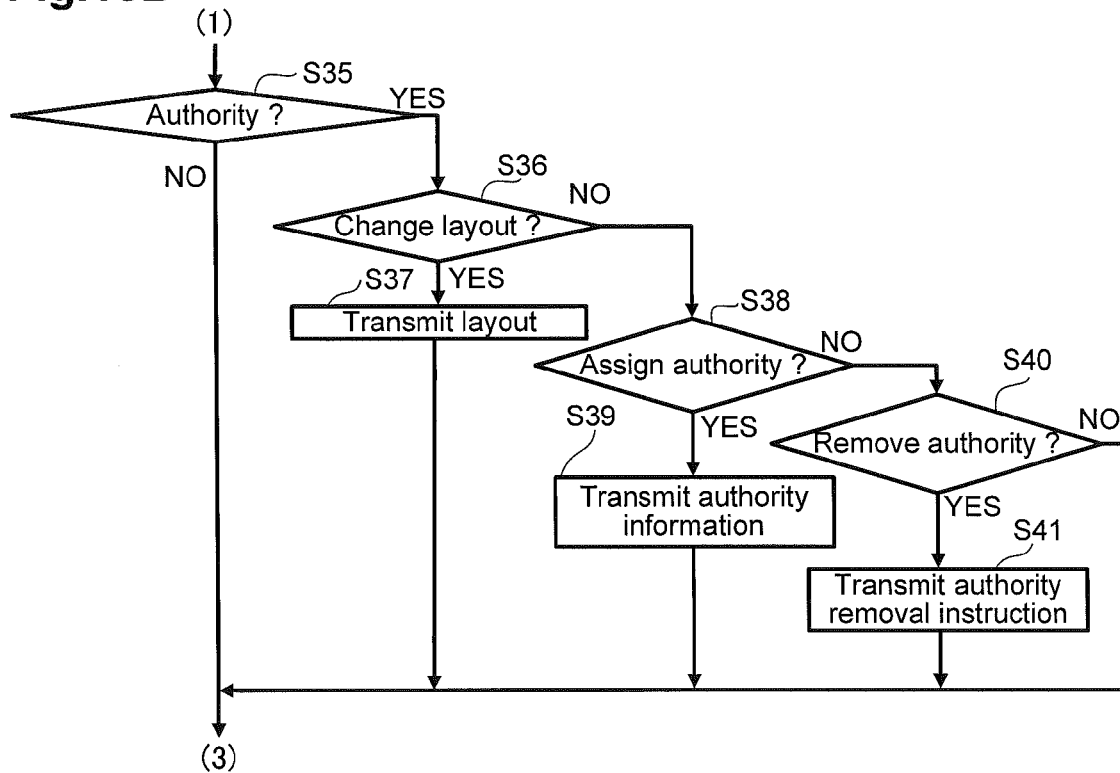 (1)
S35
Authority ?
YES
NO
S36
NO
Change layout ?
S37
YES
Transmit layout
S38
NO
Assign authority ?
S40
S39
YES
NO
Remove authority ?
Transmit authority
information
YES
S41
Transmit authority
removal instruction
(3)